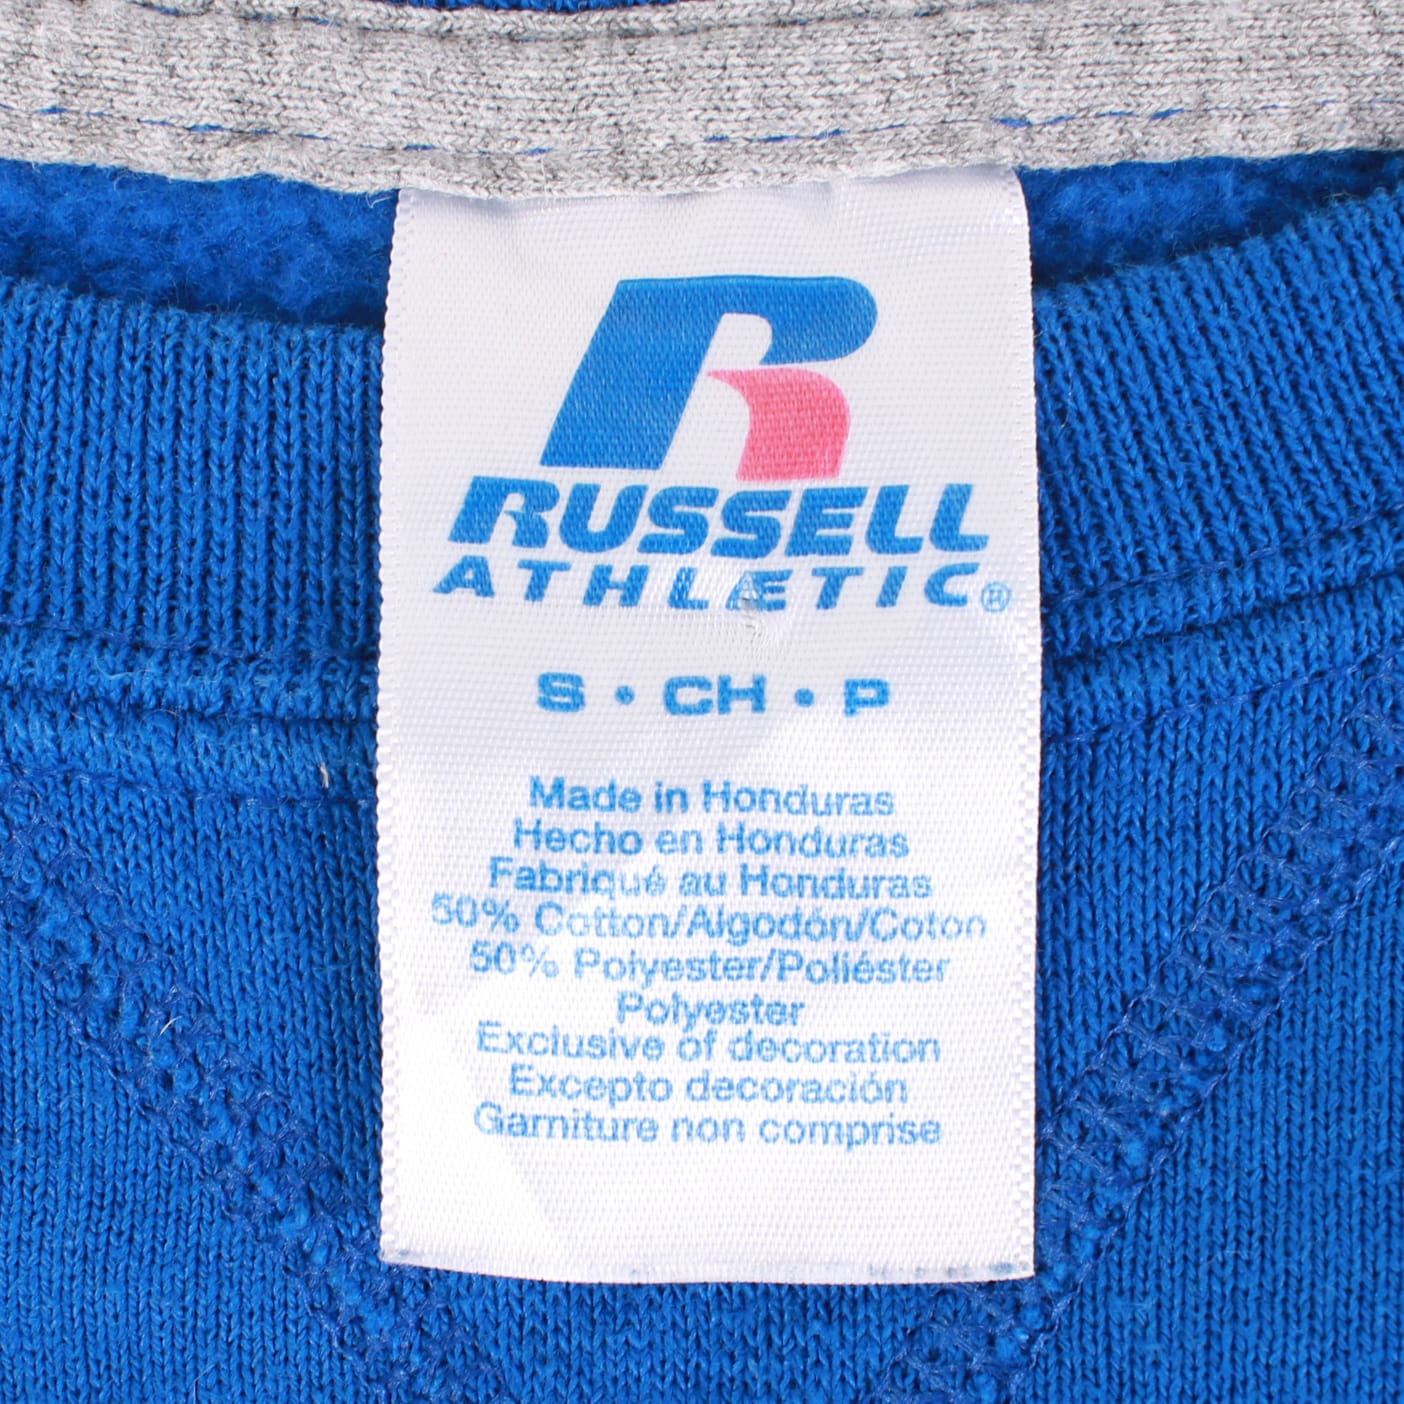 R
RUSSELL
ATHLETIC®
S • CH • P
Made in Honduras
Hecho en Honduras
Fabriqué au Honduras
50% Cotton/Algodón/Coton
50% Polyester/Poliéster
Polyester
Exclusive of decoration
Excepto decoración
Garniture non comprise